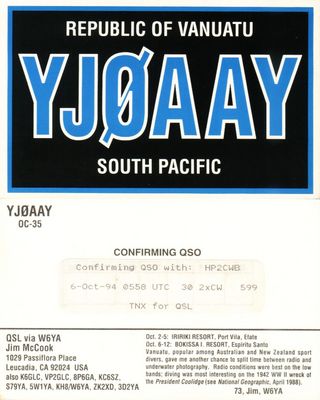 REPUBLIC OF VANUATU
YJØAAY
SOUTH PACIFIC
YJØAAY
OC-35
CONFIRMING QSO
Confirming QSO with: HP2CWB
6-Oct-94 0558 UTC 30 2xCW 599
TNX for QSL
QSL via W6YA
Jim McCook
1029 Passiflora Place
Leucadia, CA 92024 USA
also K6GLC, VP2GLC, 8P6GA, KC6SZ,
S79YA, 5W1YA, KH8/W6YA, ZK2XD, 3D2YA
Oct. 2-5: IRIRIKI RESORT, Port Vila, Efate
Oct. 6-12: BOKISSA I. RESORT, Espiritu Santo
Vanuatu, popular among Australian and New Zealand sport
divers, gave me another chance to split time between radio and
underwater photography. Radio conditions were best on the low
bands; diving was most interesting on the 1942 WW II wreck of
the President Coolidge (see National Geographic, April 1988).
73, Jim, W6YA